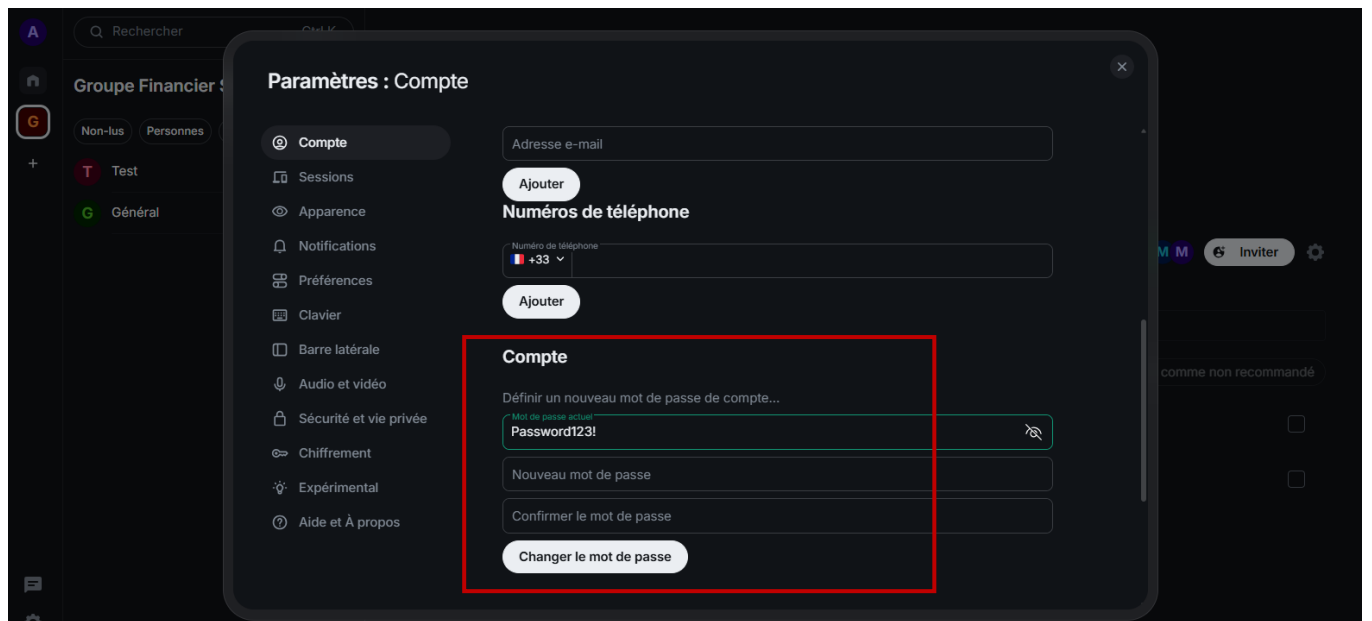 A
Rechercher
Ctrl K
Groupe Financier
G
Non-lus
Personnes
+
T
Test
G
Général
Paramètres : Compte
Compte
Sessions
Apparence
Notifications
Préférences
Clavier
Barre latérale
Audio et vidéo
Sécurité et vie privée
Chiffrement
Expérimental
Aide et À propos
Adresse e-mail
Ajouter
Numéros de téléphone
Numéro de téléphone
+33
Ajouter
Compte
Définir un nouveau mot de passe de compte...
Mot de passe actuel
Password123!
Nouveau mot de passe
Confirmer le mot de passe
Changer le mot de passe
M M
Inviter
comme non recommandé